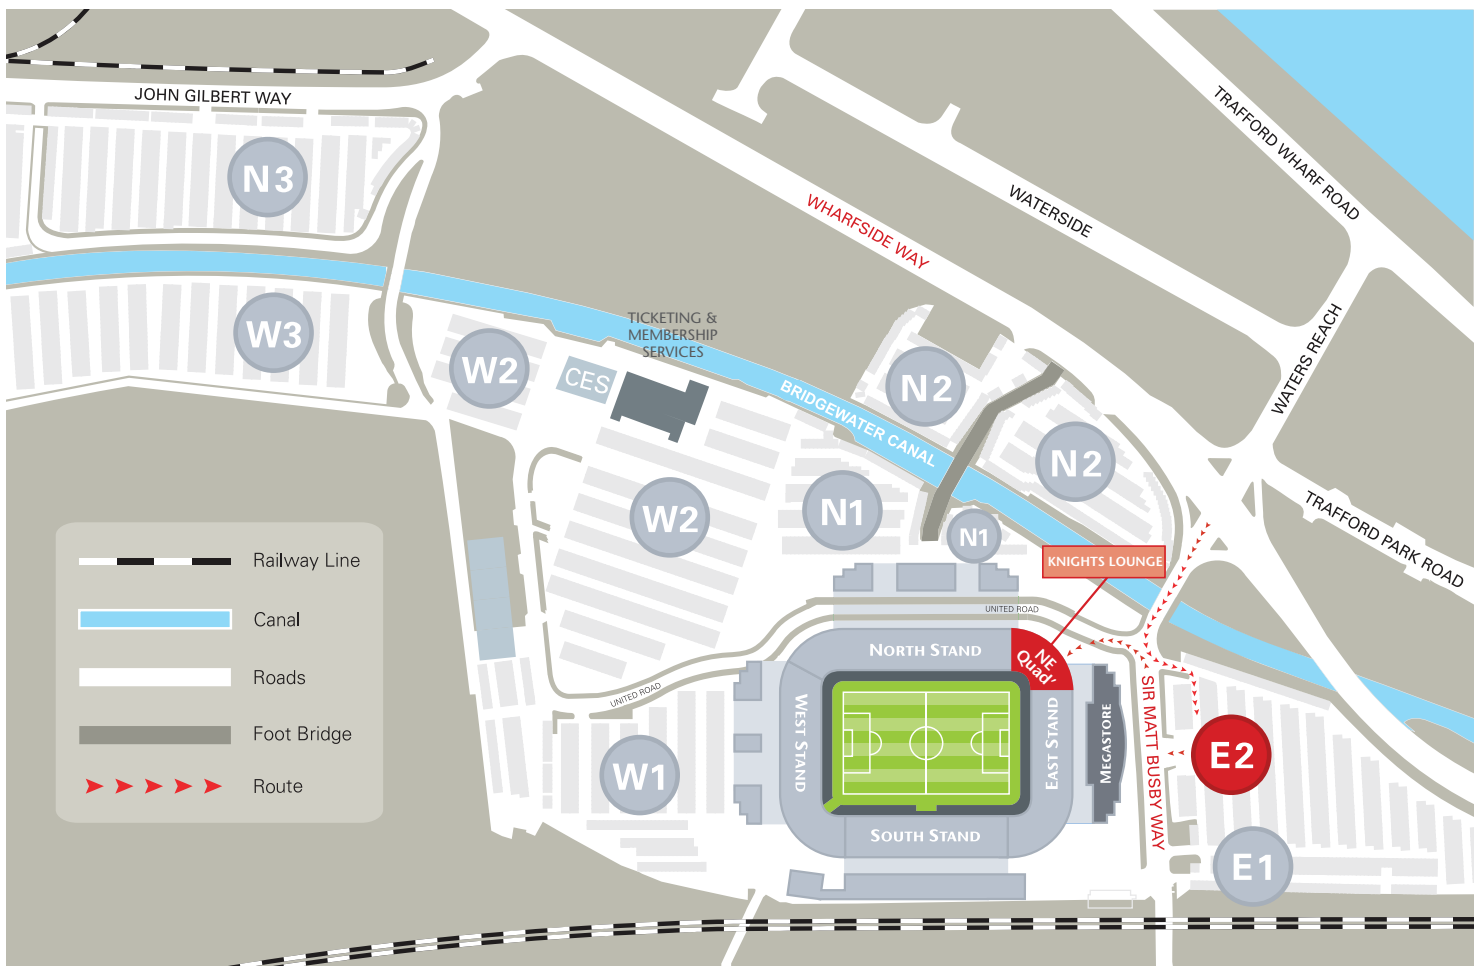 JOHN GILBERT WAY
N3
W3
TRAFFORD WHARF ROAD
WATERSIDE
WHARFSIDE WAY
WATERS REACH
TICKETING &
MEMBERSHIP
SERVICES
W2
CES
BRIDGEWATER CANAL
N2
N2
TRAFFORD PARK ROAD
W2
N1
N1
KNIGHTS LOUNGE
Railway Line
Canal
Roads
Foot Bridge
Route
UNITED ROAD
UNITED ROAD
NORTH STAND
NE
Quad'
WEST STAND
EAST STAND
MEGASTORE
SIR MATT BUSBY WAY
E2
W1
SOUTH STAND
E1